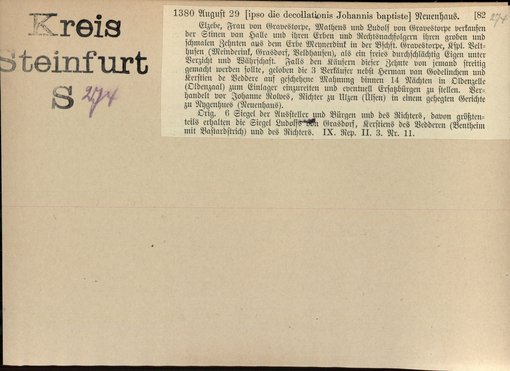 Kreis
Steinfurt
S 274
1380 August 29 [ipso die decollationis Johannis baptiste] Neuenhaus. [82
274
Elzebe, Frau von Gravestorpe, Mathens und Ludolf von Gravestorpe verkaufen
der Stinen van Halle und ihren Erben und Rechtsnachfolgern ihren groben und
schmalen Zehnten aus dem Erbe Meynerdink in der Bschft. Gravestorpe, Kspl. Velt-
husen (Meinderink, Grasdorf, Veldhausen), als ein freies durchschlächtig Eigen unter
Verzicht und Währschaft. Falls den Käufern dieser Zehnte von jemand streitig
gemacht werden sollte, geloben die 3 Verkäufer nebst Herman van Godelinchem und
Kerstien de Beddere auf geschehene Mahnung binnen 14 Nächten in Oldenzelle
(Oldenzaal) zum Einlager einzureiten und eventuell Ersatzbürgen zu stellen. Ver-
handelt vor Johanne Rolves, Richter zu Ulzen (Ülsen) in einem gehegten Gerichte
zu Nygenhues (Neuenhaus).
Orig. 6 Siegel der Aussteller und Bürgen und des Richters, davon größten-
teils erhalten die Siegel Ludolfs von Grasdorf, Kerstiens des Bedderen (Bentheim
mit Bastardstrich) und des Richters. IX. Rep. II. 3. Nr. 11.